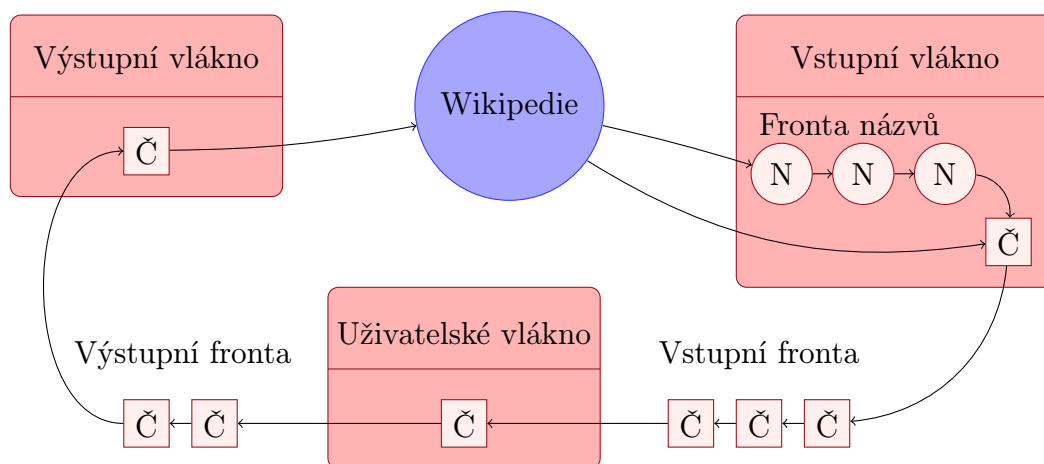 Výstupní vlákno
Wikipedie
Vstupní vlákno
Fronta názvů
Č
N N N
Č
Uživatelské vlákno
Výstupní fronta
Vstupní fronta
Č Č Č Č Č Č